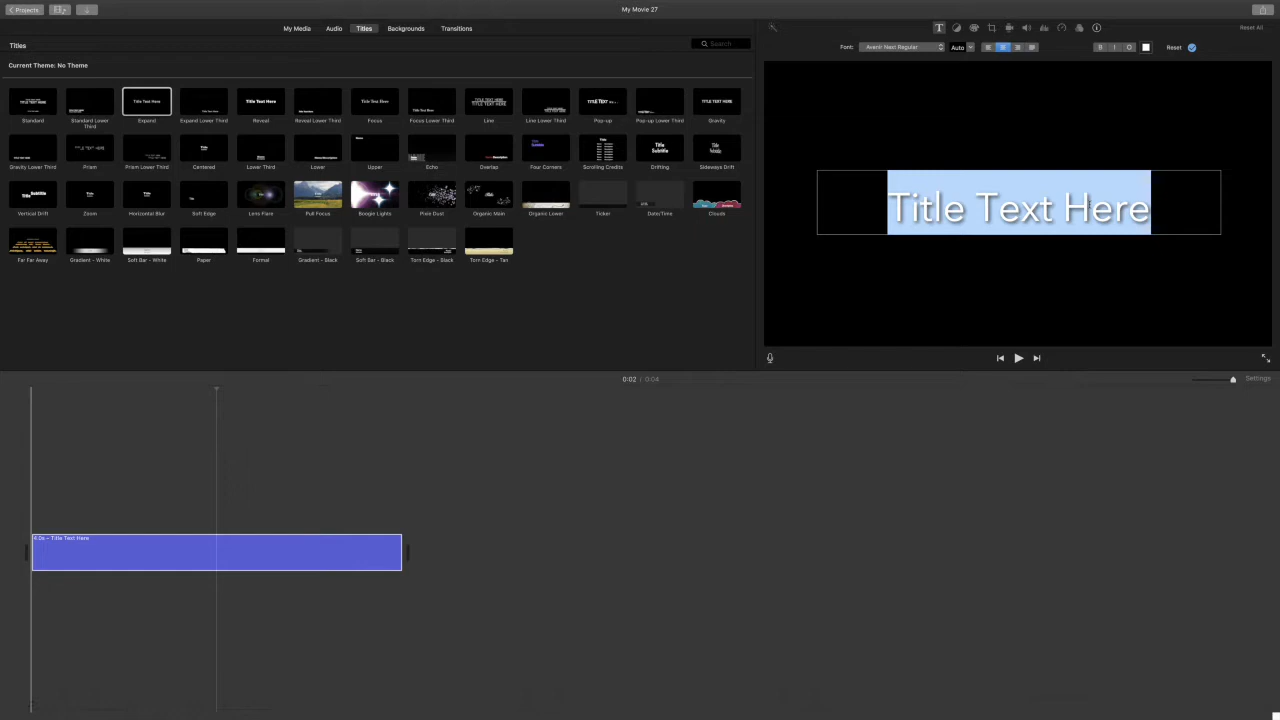 Projects
My Movie 27
My Media Audio Titles Backgrounds Transitions
Reset All
Titles
Search
Font: Avenir Next Regular Auto B I O Reset
Current Theme: No Theme
Title Text Here
Standard Standard Lower Third Expand Expand Lower Third Reveal Reveal Lower Third Focus Focus Lower Third Line Line Lower Third Pop-up Pop-up Lower Third Gravity
Gravity Lower Third Prism Prism Lower Third Centered Lower Third Lower Upper Echo Overlap Four Corners Scrolling Credits Drifting Sideways Drift
Vertical Drift Zoom Horizontal Blur Soft Edge Lens Flare Pull Focus Boogie Lights Pixie Dust Organic Main Organic Lower Ticker Date/Time Clouds
Far Far Away Gradient - White Soft Bar - White Paper Formal Gradient - Black Soft Bar - Black Torn Edge - Black Torn Edge - Tan
Title Text Here
0:02 / 0:04
Settings
4.0s – Title Text Here